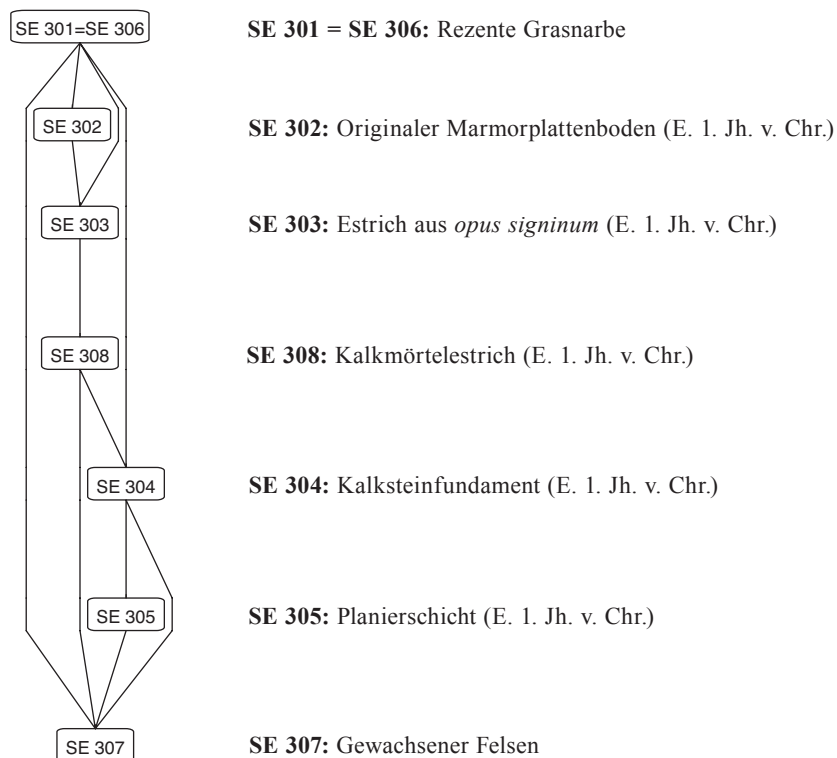 SE 301=SE 306 SE 301 = SE 306: Rezente Grasnarbe
SE 302 SE 302: Originaler Marmorplattenboden (E. 1. Jh. v. Chr.)
SE 303 SE 303: Estrich aus opus signinum (E. 1. Jh. v. Chr.)
SE 308 SE 308: Kalkmörtelestrich (E. 1. Jh. v. Chr.)
SE 304 SE 304: Kalksteinfundament (E. 1. Jh. v. Chr.)
SE 305 SE 305: Planierschicht (E. 1. Jh. v. Chr.)
SE 307 SE 307: Gewachsener Felsen